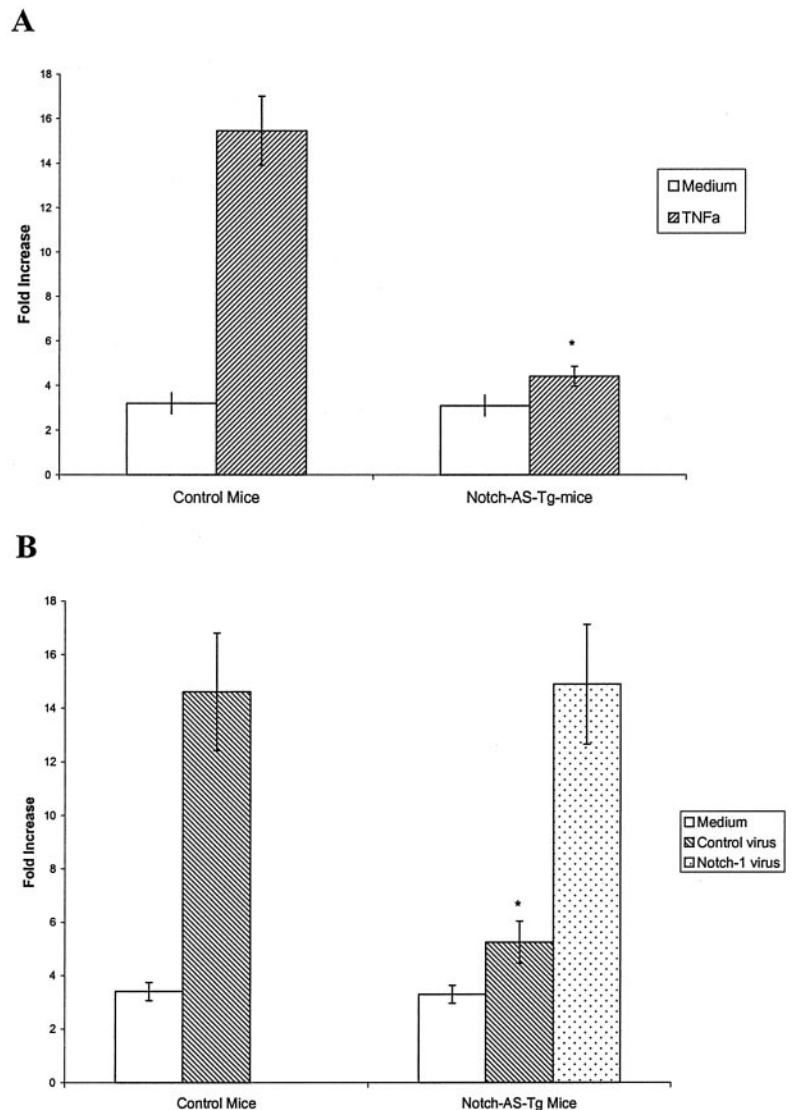 A
18
16
14
12
10
8
6
4
2
0
Fold Increase
*
Medium
TNFa
Control Mice
Notch-AS-Tg-mice
B
18
16
14
12
10
8
6
4
2
0
Fold Increase
*
Medium
Control virus
Notch-1 virus
Control Mice
Notch-AS-Tg Mice